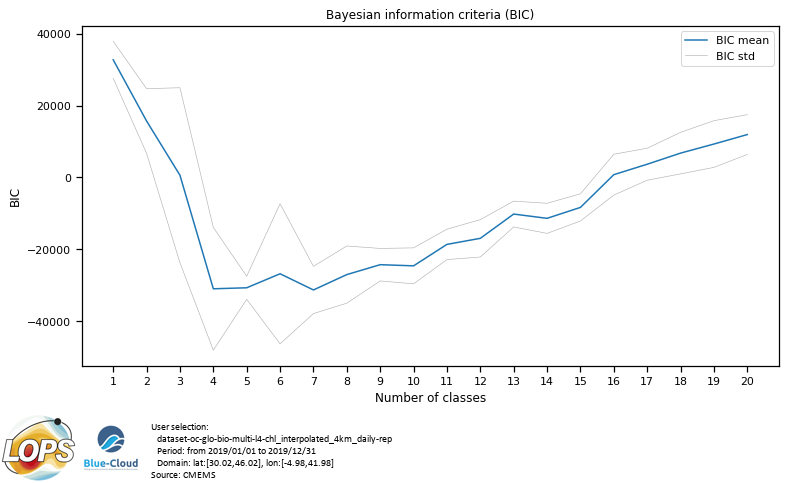 Bayesian information criteria (BIC)
BIC mean
BIC std
40000
20000
0
−20000
−40000
BIC
1 2 3 4 5 6 7 8 9 10 11 12 13 14 15 16 17 18 19 20
Number of classes
LOPS
Blue-Cloud
User selection:
dataset-oc-glo-bio-multi-l4-chl_interpolated_4km_daily-rep
Period: from 2019/01/01 to 2019/12/31
Domain: lat:[30.02,46.02], lon:[-4.98,41.98]
Source: CMEMS